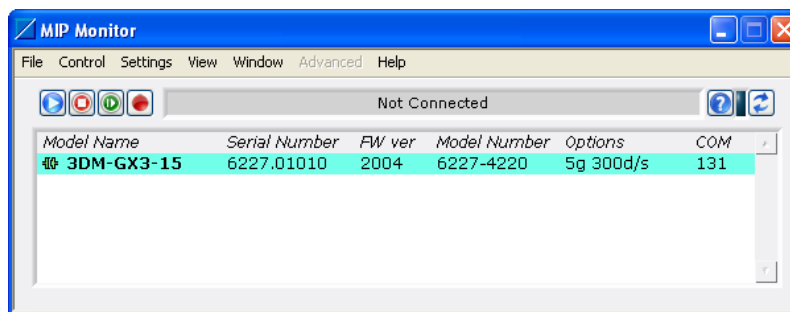 MIP Monitor
File Control Settings View Window Advanced Help
Not Connected
Model Name Serial Number FW ver Model Number Options COM
3DM-GX3-15 6227.01010 2004 6227-4220 5g 300d/s 131